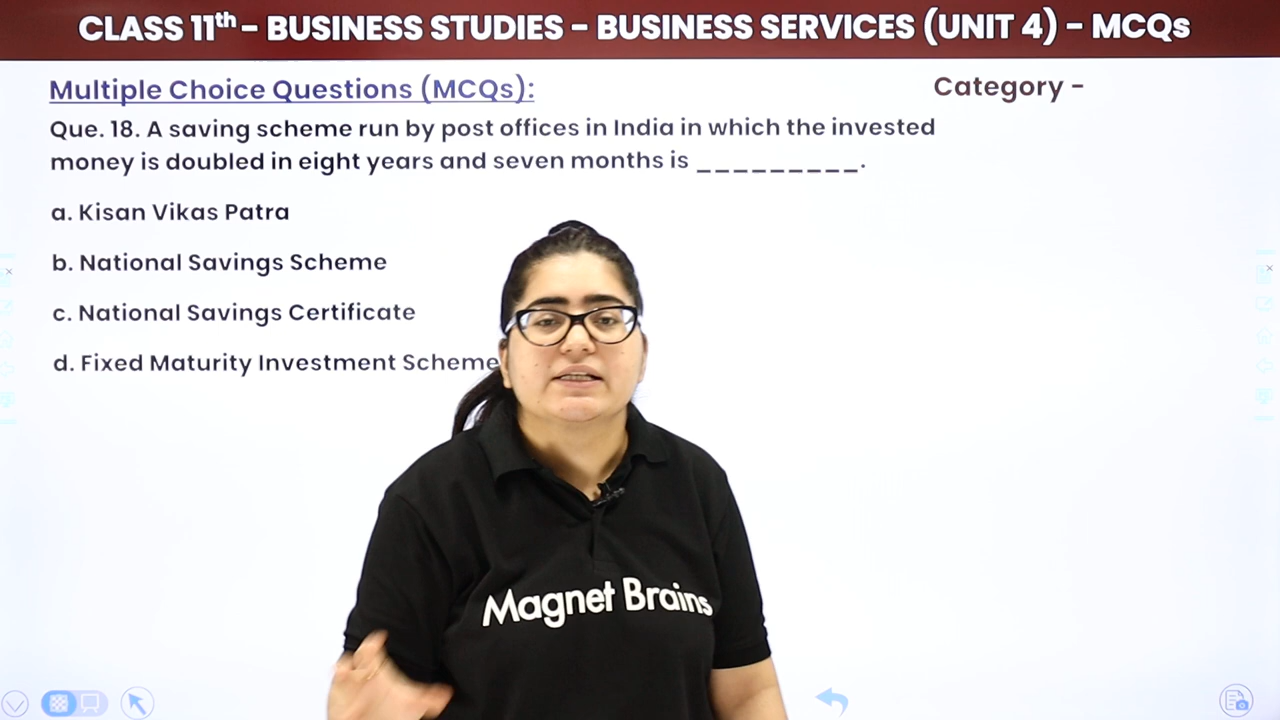 CLASS 11th - BUSINESS STUDIES - BUSINESS SERVICES (UNIT 4) - MCQs
Multiple Choice Questions (MCQs):
Category -
Que. 18. A saving scheme run by post offices in India in which the invested
money is doubled in eight years and seven months is _________.
a. Kisan Vikas Patra
b. National Savings Scheme
c. National Savings Certificate
d. Fixed Maturity Investment Scheme
Magnet Brains